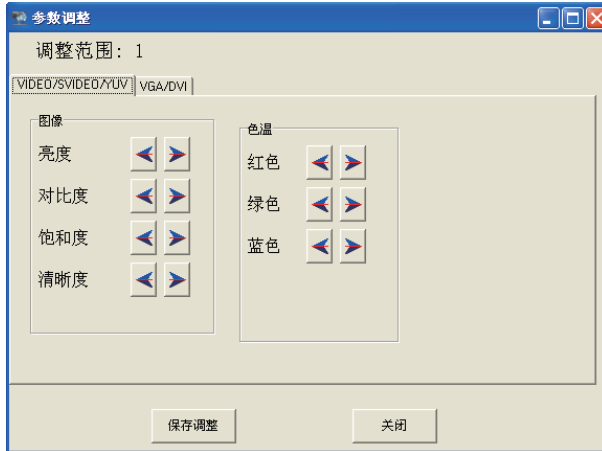 参数调整
调整范围: 1
VIDEO/SVIDEO/YUV VGA/DVI
图像
亮度
对比度
饱和度
清晰度
色温
红色
绿色
蓝色
保存调整 关闭